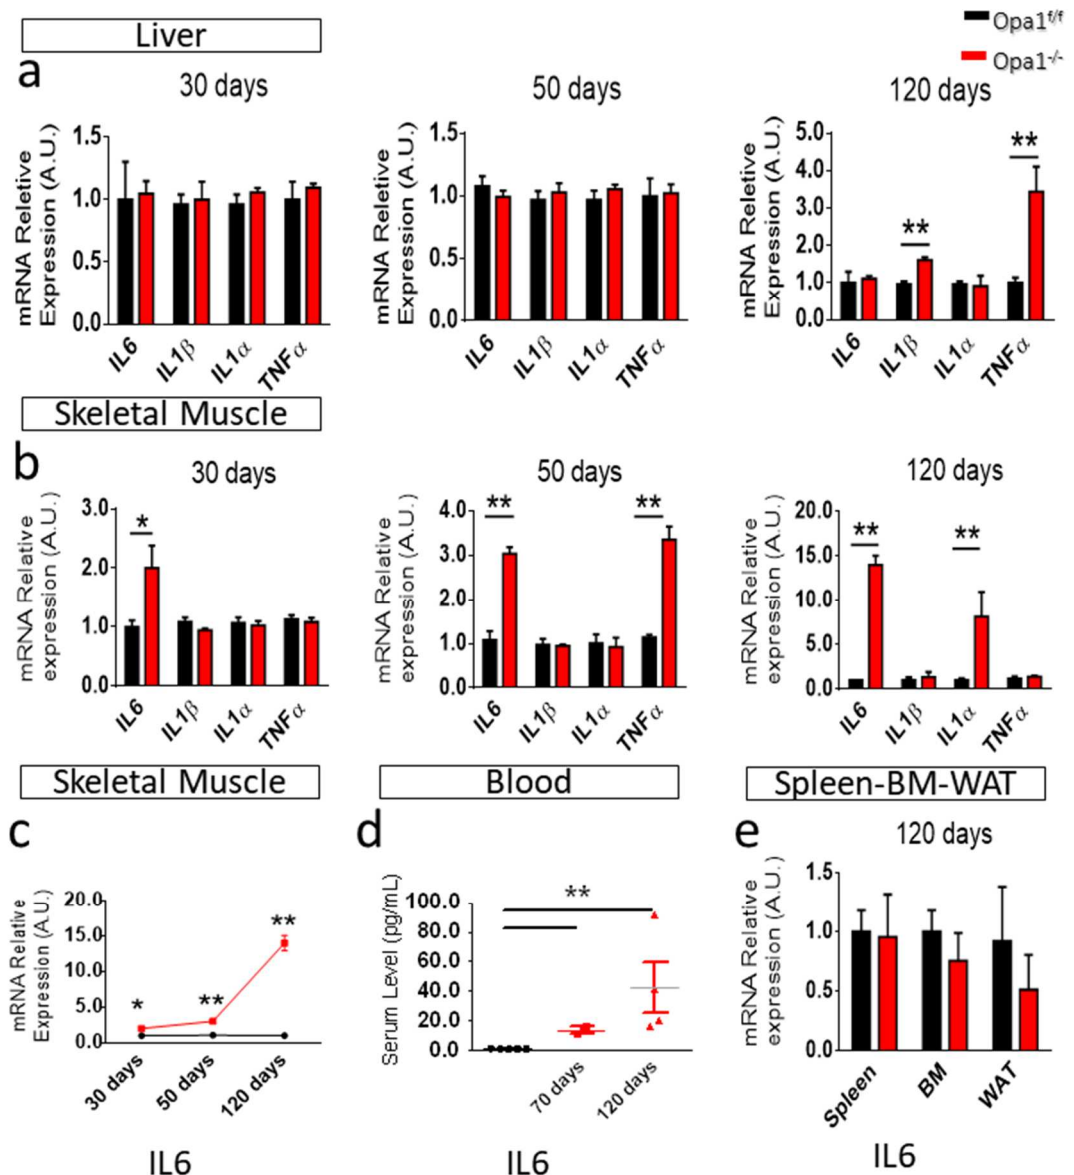 Opa1f/f
Opa1-/-
Liver
a
30 days
50 days
120 days
mRNA Reletive
Expression (A.U.)
1.5
1.0
0.5
0.0
IL6
IL1β
IL1α
TNFα
mRNA Relative
Expression (A.U.)
1.5
1.0
0.5
0.0
IL6
IL1β
IL1α
TNFα
mRNA Relative
Expression (A.U.)
5.0
4.0
3.0
2.0
1.0
0.0
**
**
IL6
IL1β
IL1α
TNFα
Skeletal Muscle
b
30 days
50 days
120 days
mRNA Relative
expression (A.U.)
3.0
2.0
1.0
0.0
*
IL6
IL1β
IL1α
TNFα
mRNA Relative
expression (A.U.)
4.0
3.0
2.0
1.0
0.0
**
**
IL6
IL1β
IL1α
TNFα
mRNA Relative
expression (A.U.)
20.0
15.0
10.0
5.0
0.0
**
**
IL6
IL1β
IL1α
TNFα
Skeletal Muscle
Blood
Spleen-BM-WAT
c
mRNA Relative
Expression (A.U.)
20.0
15.0
10.0
5.0
0.0
*
**
**
30 days
50 days
120 days
IL6
d
Serum Level (pg/mL)
100.0
80.0
60.0
40.0
20.0
0.0
**
70 days
120 days
IL6
e
120 days
mRNA Relative
expression (A.U.)
1.5
1.0
0.5
0.0
Spleen
BM
WAT
IL6